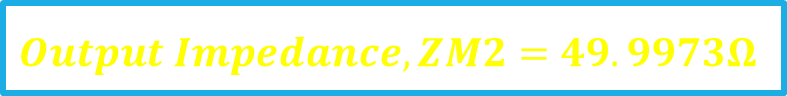 Output Impedance, ZM2 = 49.9973Ω